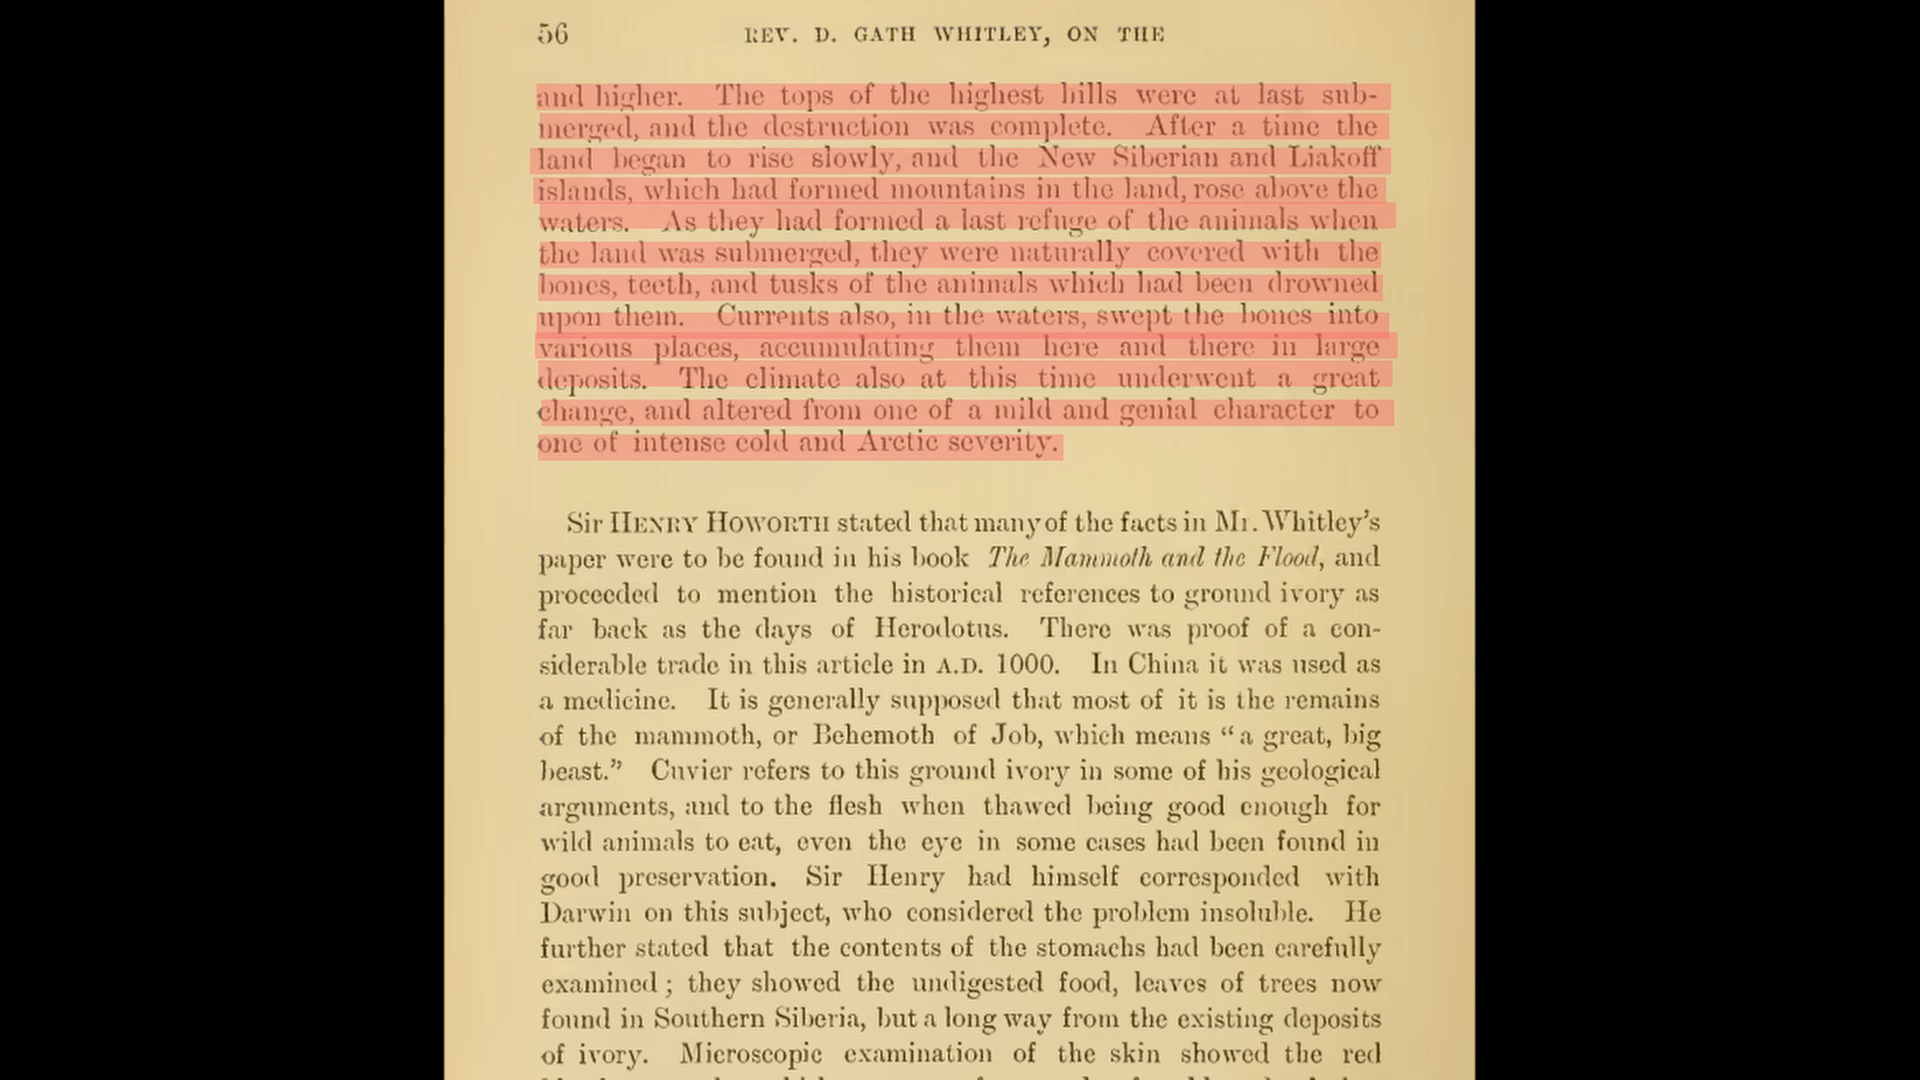 56
REV. D. GATH WHITLEY, ON THE
and higher. The tops of the highest hills were at last sub-
merged, and the destruction was complete. After a time the
land began to rise slowly, and the New Siberian and Liakoff
islands, which had formed mountains in the land, rose above the
waters. As they had formed a last refuge of the animals when
the land was submerged, they were naturally covered with the
bones, teeth, and tusks of the animals which had been drowned
upon them. Currents also, in the waters, swept the bones into
various places, accumulating them here and there in large
deposits. The climate also at this time underwent a great
change, and altered from one of a mild and genial character to
one of intense cold and Arctic severity.
Sir HENRY HOWORTH stated that many of the facts in Mr. Whitley's
paper were to be found in his book The Mammoth and the Flood, and
proceeded to mention the historical references to ground ivory as
far back as the days of Herodotus. There was proof of a con-
siderable trade in this article in A.D. 1000. In China it was used as
a medicine. It is generally supposed that most of it is the remains
of the mammoth, or Behemoth of Job, which means "a great, big
beast." Cuvier refers to this ground ivory in some of his geological
arguments, and to the flesh when thawed being good enough for
wild animals to eat, even the eye in some cases had been found in
good preservation. Sir Henry had himself corresponded with
Darwin on this subject, who considered the problem insoluble. He
further stated that the contents of the stomachs had been carefully
examined; they showed the undigested food, leaves of trees now
found in Southern Siberia, but a long way from the existing deposits
of ivory. Microscopic examination of the skin showed the red